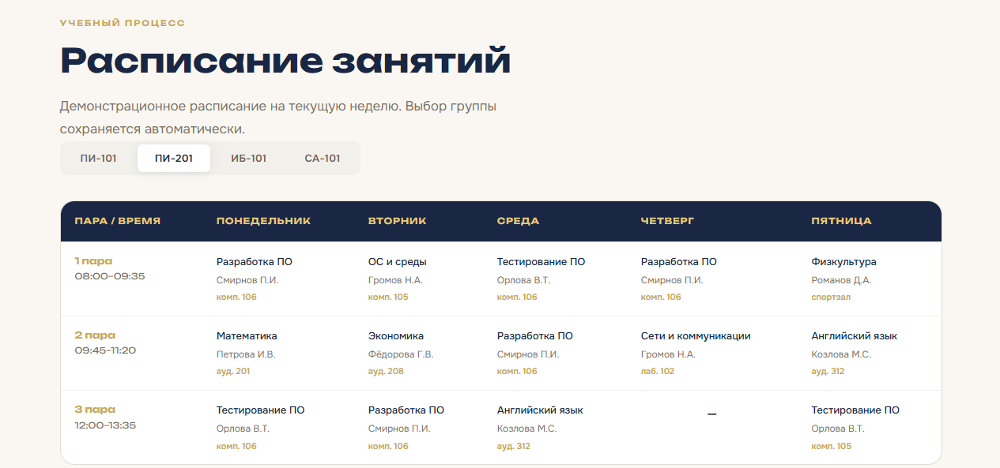 УЧЕБНЫЙ ПРОЦЕСС
Расписание занятий
Демонстрационное расписание на текущую неделю. Выбор группы
сохраняется автоматически.
ПИ-101 ПИ-201 ИБ-101 СА-101
ПАРА / ВРЕМЯ ПОНЕДЕЛЬНИК ВТОРНИК СРЕДА ЧЕТВЕРГ ПЯТНИЦА
1 пара Разработка ПО ОС и среды Тестирование ПО Разработка ПО Физкультура
08:00–09:35 Смирнов П.И. Громов Н.А. Орлова В.Т. Смирнов П.И. Романов Д.А.
комп. 106 комп. 105 комп. 106 комп. 106 спортзал
2 пара Математика Экономика Разработка ПО Сети и коммуникации Английский язык
09:45–11:20 Петрова И.В. Фёдорова Г.В. Смирнов П.И. Громов Н.А. Козлова М.С.
ауд. 201 ауд. 208 комп. 106 лаб. 102 ауд. 312
3 пара Тестирование ПО Разработка ПО Английский язык — Тестирование ПО
12:00–13:35 Орлова В.Т. Смирнов П.И. Козлова М.С. Орлова В.Т.
комп. 106 комп. 106 ауд. 312 комп. 105